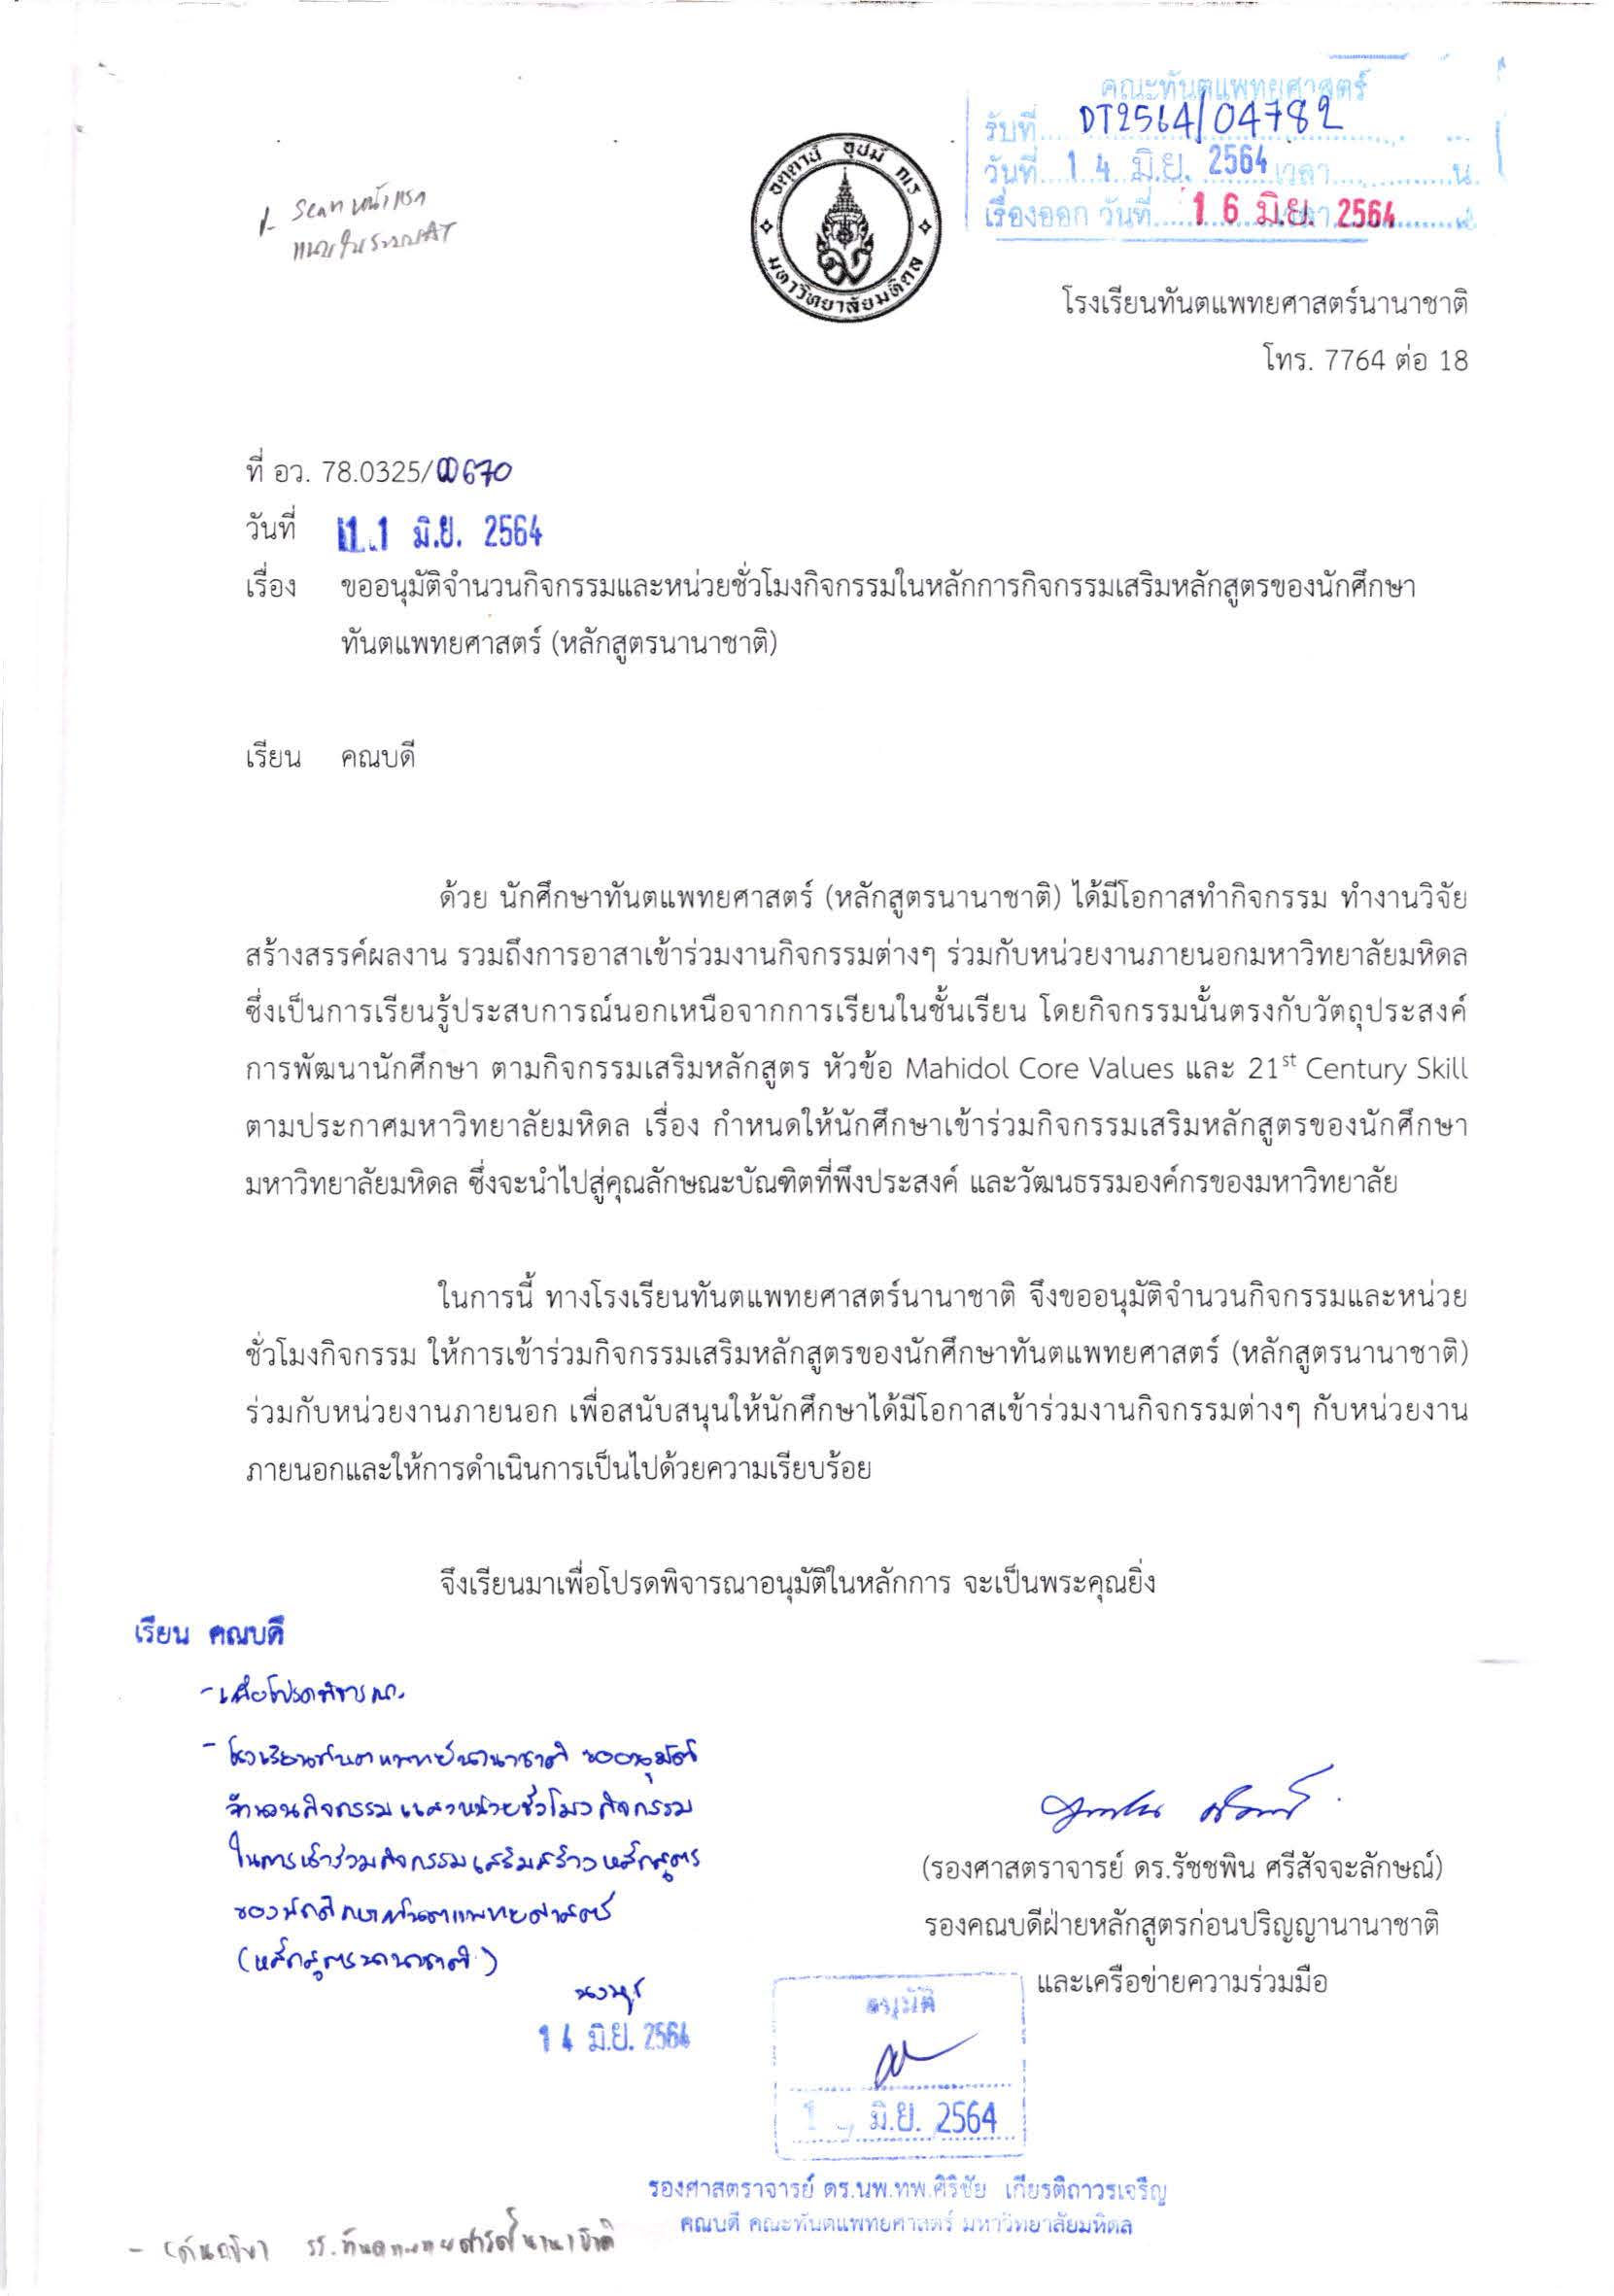 คณะทันตแพทยศาสตร์
รับที่ DT2564/04782
วันที่ 14 มิ.ย. 2564 เวลา น.
เรื่องออก วันที่ 16 มิ.ย. 2564
- scan หน้าแรก
อตฺตานํ อุปมํ กเร
มหาวิทยาลัยมหิดล
โรงเรียนทันตแพทยศาสตร์นานาชาติ
โทร. 7764 ต่อ 18
ที่ อว. 78.0325/00670
วันที่ 11 มิ.ย. 2564
เรื่อง ขออนุมัติจำนวนกิจกรรมและหน่วยชั่วโมงกิจกรรมในหลักการกิจกรรมเสริมหลักสูตรของนักศึกษา
ทันตแพทยศาสตร์ (หลักสูตรนานาชาติ)
เรียน คณบดี
ด้วย นักศึกษาทันตแพทยศาสตร์ (หลักสูตรนานาชาติ) ได้มีโอกาสทำกิจกรรม ทำงานวิจัย
สร้างสรรค์ผลงาน รวมถึงการอาสาเข้าร่วมงานกิจกรรมต่างๆ ร่วมกับหน่วยงานภายนอกมหาวิทยาลัยมหิดล
ซึ่งเป็นการเรียนรู้ประสบการณ์นอกเหนือจากการเรียนในชั้นเรียน โดยกิจกรรมนั้นตรงกับวัตถุประสงค์
การพัฒนานักศึกษา ตามกิจกรรมเสริมหลักสูตร หัวข้อ Mahidol Core Values และ 21st Century Skill
ตามประกาศมหาวิทยาลัยมหิดล เรื่อง กำหนดให้นักศึกษาเข้าร่วมกิจกรรมเสริมหลักสูตรของนักศึกษา
มหาวิทยาลัยมหิดล ซึ่งจะนำไปสู่คุณลักษณะบัณฑิตที่พึงประสงค์ และวัฒนธรรมองค์กรของมหาวิทยาลัย
ในการนี้ ทางโรงเรียนทันตแพทยศาสตร์นานาชาติ จึงขออนุมัติจำนวนกิจกรรมและหน่วย
ชั่วโมงกิจกรรม ให้การเข้าร่วมกิจกรรมเสริมหลักสูตรของนักศึกษาทันตแพทยศาสตร์ (หลักสูตรนานาชาติ)
ร่วมกับหน่วยงานภายนอก เพื่อสนับสนุนให้นักศึกษาได้มีโอกาสเข้าร่วมงานกิจกรรมต่างๆ กับหน่วยงาน
ภายนอกและให้การดำเนินการเป็นไปด้วยความเรียบร้อย
จึงเรียนมาเพื่อโปรดพิจารณาอนุมัติในหลักการ จะเป็นพระคุณยิ่ง
เรียน คณบดี
- เพื่อโปรดพิจารณา
- โรงเรียนทันตแพทย์นานาชาติ ขออนุมัติ
จำนวนกิจกรรมและหน่วยชั่วโมงกิจกรรม
ในการเข้าร่วมกิจกรรมเสริมสร้างหลักสูตร
ของนักศึกษาทันตแพทยศาสตร์
(หลักสูตรนานาชาติ)
14 มิ.ย. 2564
(รองศาสตราจารย์ ดร.รัชชพิน ศรีสัจจะลักษณ์)
รองคณบดีฝ่ายหลักสูตรก่อนปริญญานานาชาติ
และเครือข่ายความร่วมมือ
อนุมัติ
มิ.ย. 2564
รองศาสตราจารย์ ดร.นพ.ทพ.ศิริชัย เกียรติถาวรเจริญ
คณบดี คณะทันตแพทยศาสตร์ มหาวิทยาลัยมหิดล
รร.ทันตแพทยศาสตร์นานาชาติ